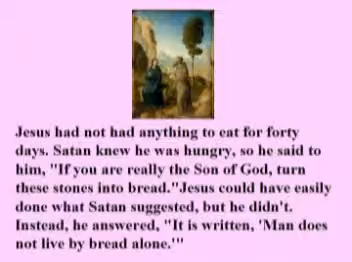 Jesus had not had anything to eat for forty
days. Satan knew he was hungry, so he said to
him, "If you are really the Son of God, turn
these stones into bread."Jesus could have easily
done what Satan suggested, but he didn't.
Instead, he answered, "It is written, 'Man does
not live by bread alone.'"